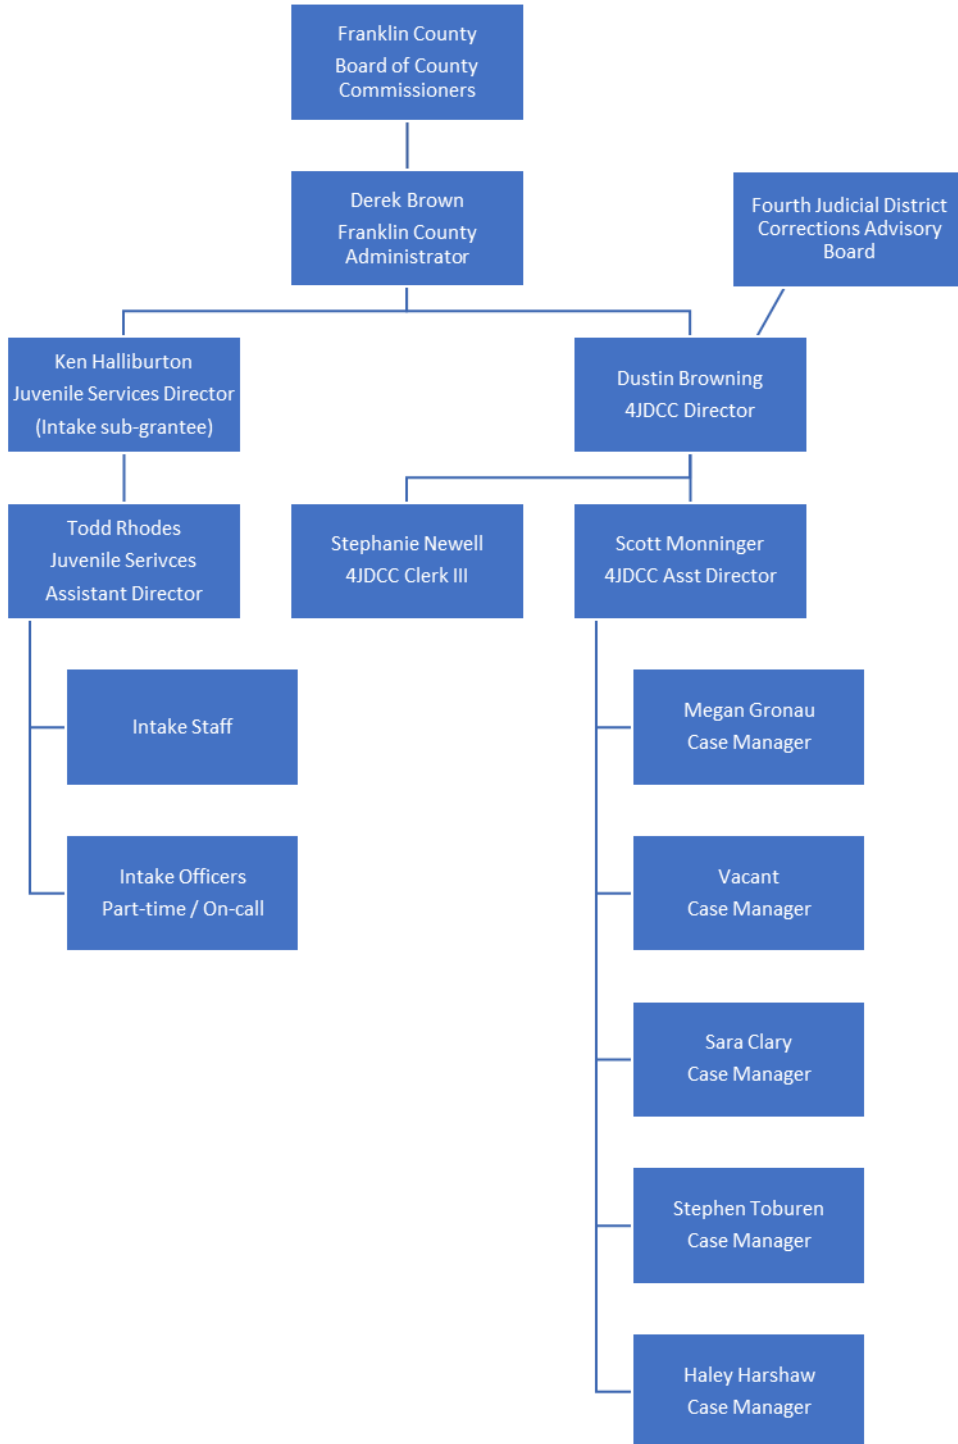 Franklin County
Board of County
Commissioners
Derek Brown
Franklin County
Administrator
Fourth Judicial District
Corrections Advisory
Board
Ken Halliburton
Juvenile Services Director
(Intake sub-grantee)
Dustin Browning
4JDCC Director
Todd Rhodes
Juvenile Serivces
Assistant Director
Stephanie Newell
4JDCC Clerk III
Scott Monninger
4JDCC Asst Director
Intake Staff
Megan Gronau
Case Manager
Intake Officers
Part-time / On-call
Vacant
Case Manager
Sara Clary
Case Manager
Stephen Toburen
Case Manager
Haley Harshaw
Case Manager